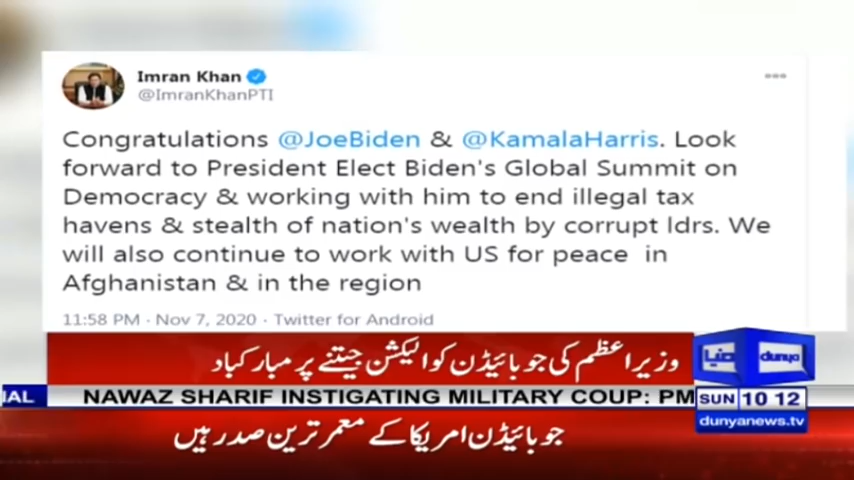 Imran Khan
@ImranKhanPTI
Congratulations @JoeBiden & @KamalaHarris. Look
forward to President Elect Biden's Global Summit on
Democracy & working with him to end illegal tax
havens & stealth of nation's wealth by corrupt ldrs. We
will also continue to work with US for peace in
Afghanistan & in the region
11:58 PM · Nov 7, 2020 · Twitter for Android
وزیراعظم کی جوبائیڈن کو الیکشن جیتنے پر مبارکباد
دنیا dunya
IAL NAWAZ SHARIF INSTIGATING MILITARY COUP: PM
SUN 10 12
dunyanews.tv
جوبائیڈن امریکا کے معمر ترین صدر ہیں